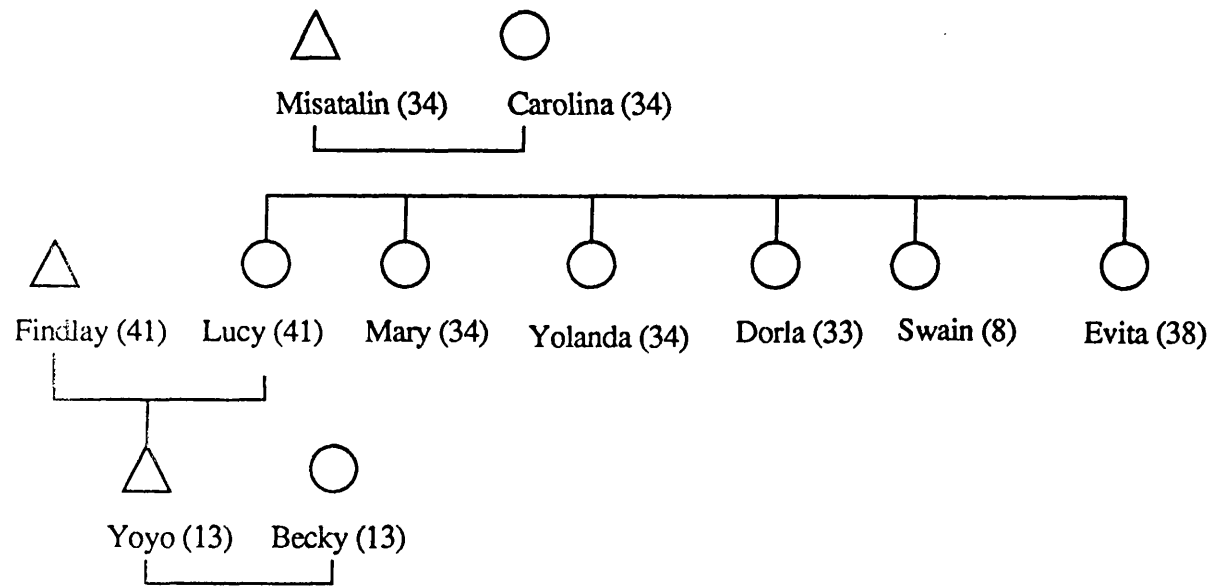 Misatalin (34) Carolina (34)
Findlay (41) Lucy (41) Mary (34) Yolanda (34) Dorla (33) Swain (8) Evita (38)
Yoyo (13) Becky (13)